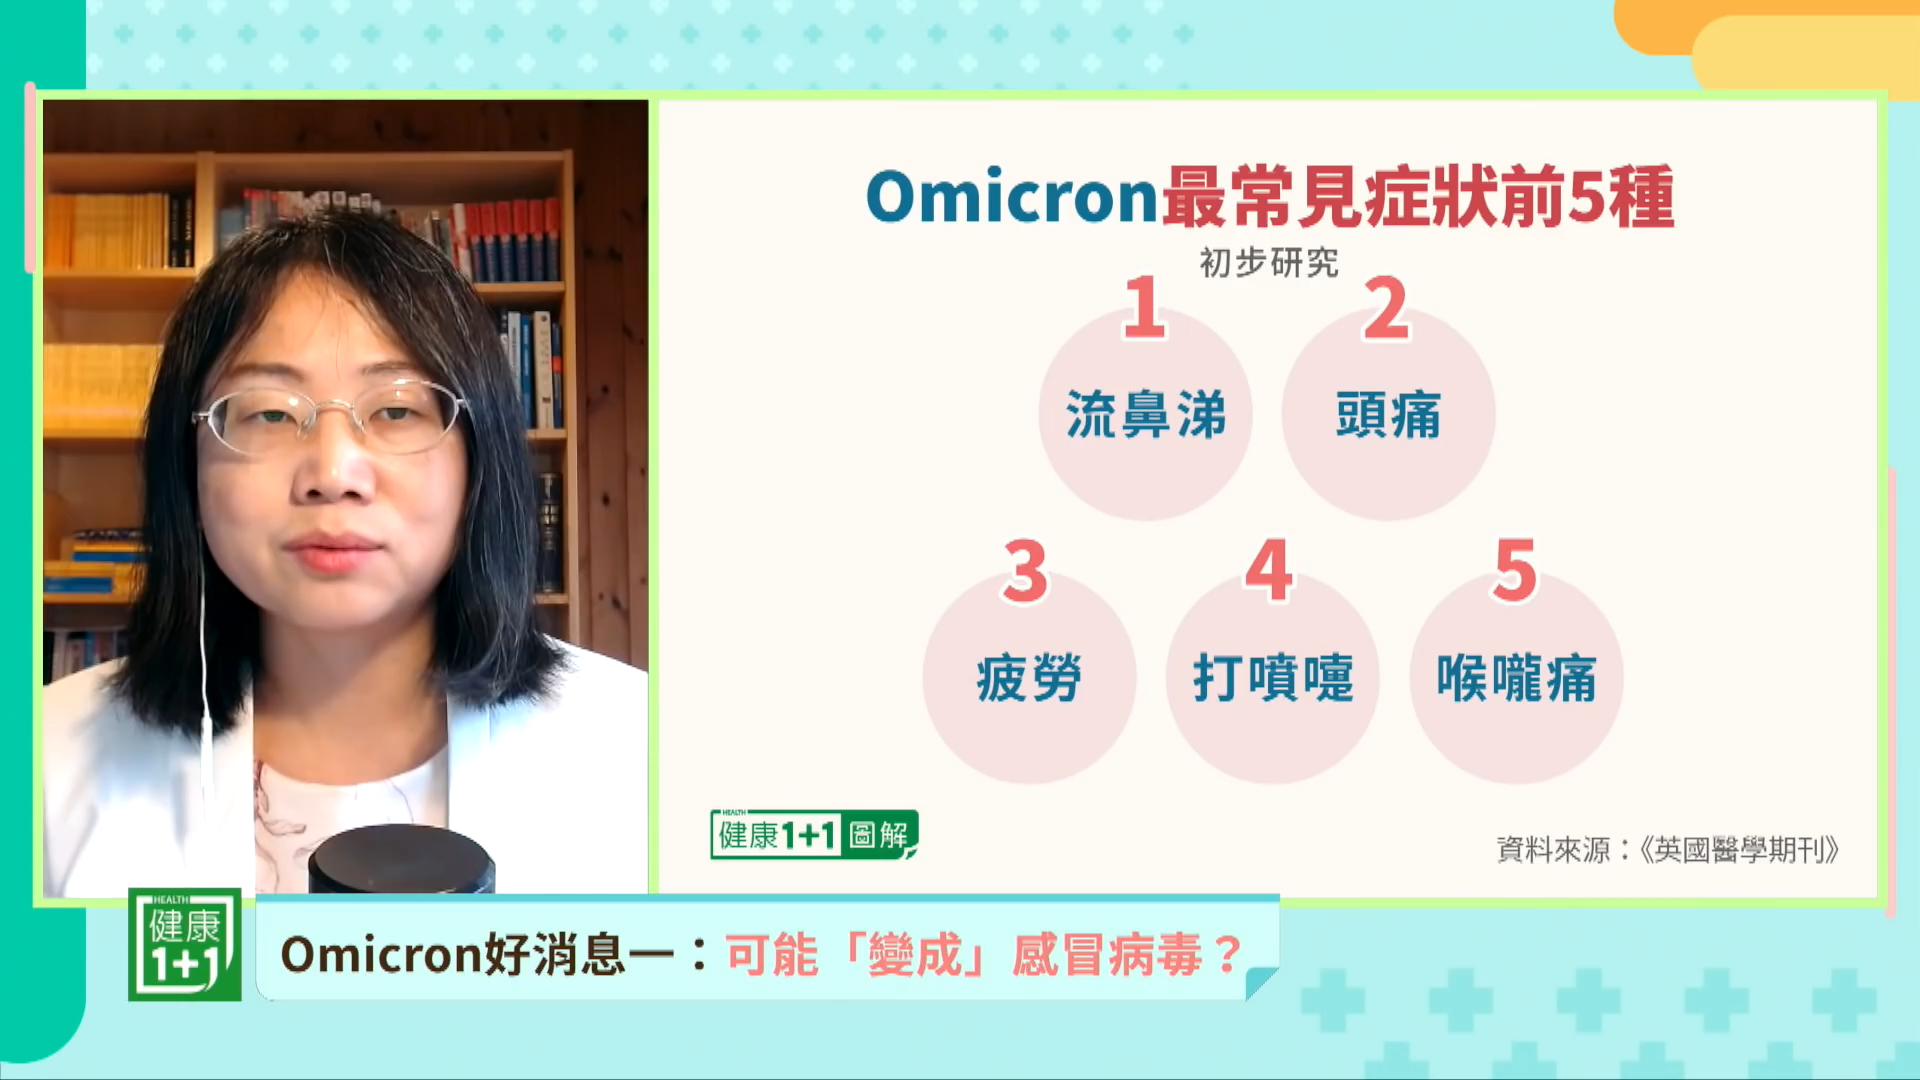 Omicron最常見症狀前5種
初步研究
1
2
流鼻涕
頭痛
3
4
5
疲勞
打噴嚏
喉嚨痛
HEALTH
健康1+1 圖解
資料來源：《英國醫學期刊》
HEALTH
健康
1+1
Omicron好消息一：可能「變成」感冒病毒？